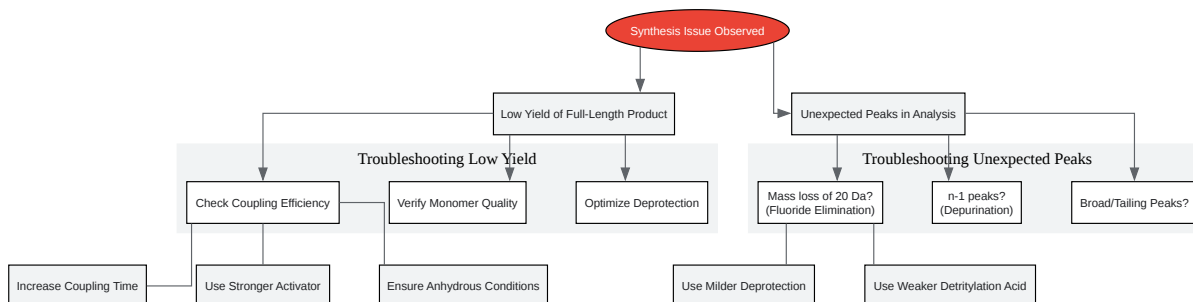 Synthesis Issue Observed
Low Yield of Full-Length Product
Unexpected Peaks in Analysis
Troubleshooting Low Yield
Troubleshooting Unexpected Peaks
Check Coupling Efficiency
Verify Monomer Quality
Optimize Deprotection
Mass loss of 20 Da?
(Fluoride Elimination)
n-1 peaks?
(Depurination)
Broad/Tailing Peaks?
Increase Coupling Time
Use Stronger Activator
Ensure Anhydrous Conditions
Use Milder Deprotection
Use Weaker Detritylation Acid